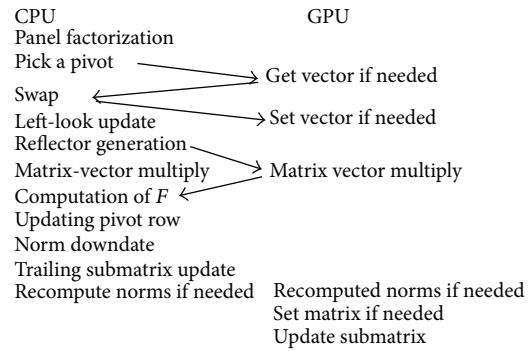 CPU GPU
Panel factorization
Pick a pivot
Get vector if needed
Swap
Set vector if needed
Left-look update
Reflector generation
Matrix-vector multiply Matrix vector multiply
Computation of F
Updating pivot row
Norm downdate
Trailing submatrix update
Recompute norms if needed Recomputed norms if needed
Set matrix if needed
Update submatrix